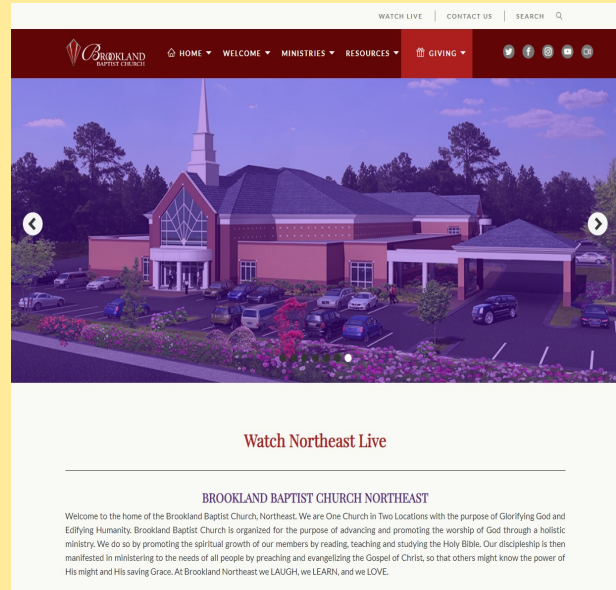 WATCH LIVE CONTACT US SEARCH
BROOKLAND
BAPTIST CHURCH
HOME WELCOME MINISTRIES RESOURCES GIVING
Watch Northeast Live
BROOKLAND BAPTIST CHURCH NORTHEAST
Welcome to the home of the Brookland Baptist Church, Northeast. We are One Church in Two Locations with the purpose of Glorifying God and
Edifying Humanity. Brookland Baptist Church is organized for the purpose of advancing and promoting the worship of God through a holistic
ministry. We do so by promoting the spiritual growth of our members by reading, teaching and studying the Holy Bible. Our discipleship is then
manifested in ministering to the needs of all people by preaching and evangelizing the Gospel of Christ, so that others might know the power of
His might and His saving Grace. At Brookland Northeast we LAUGH, we LEARN, and we LOVE.